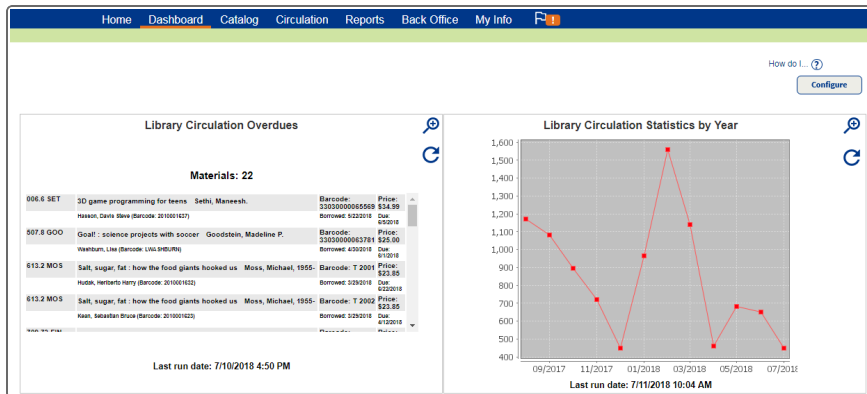 Home Dashboard Catalog Circulation Reports Back Office My Info !
How do I... ?
Configure
Library Circulation Overdues
Materials: 22
006.6 SET 3D game programming for teens Sethi, Maneesh. Barcode: 33030000065569 Price: $34.99
Hasson, Davis Steve (Barcode: 2010001637) Borrowed: 5/22/2018 Due: 6/5/2018
507.8 GOO Goal! : science projects with soccer Goodstein, Madeline P. Barcode: 33030000063781 Price: $25.00
Washburn, Lisa (Barcode: LWASHBURN) Borrowed: 4/30/2018 Due: 6/1/2018
613.2 MOS Salt, sugar, fat : how the food giants hooked us Moss, Michael, 1955- Barcode: T 2001 Price: $23.85
Hudak, Heriberto Harry (Barcode: 2010001632) Borrowed: 3/29/2018 Due: 6/22/2018
613.2 MOS Salt, sugar, fat : how the food giants hooked us Moss, Michael, 1955- Barcode: T 2002 Price: $23.85
Kean, Sebastian Bruce (Barcode: 2010001623) Borrowed: 3/29/2018 Due: 4/12/2018
Last run date: 7/10/2018 4:50 PM
Library Circulation Statistics by Year
1,600
1,500
1,400
1,300
1,200
1,100
1,000
900
800
700
600
500
400
09/2017 11/2017 01/2018 03/2018 05/2018 07/2018
Last run date: 7/11/2018 10:04 AM